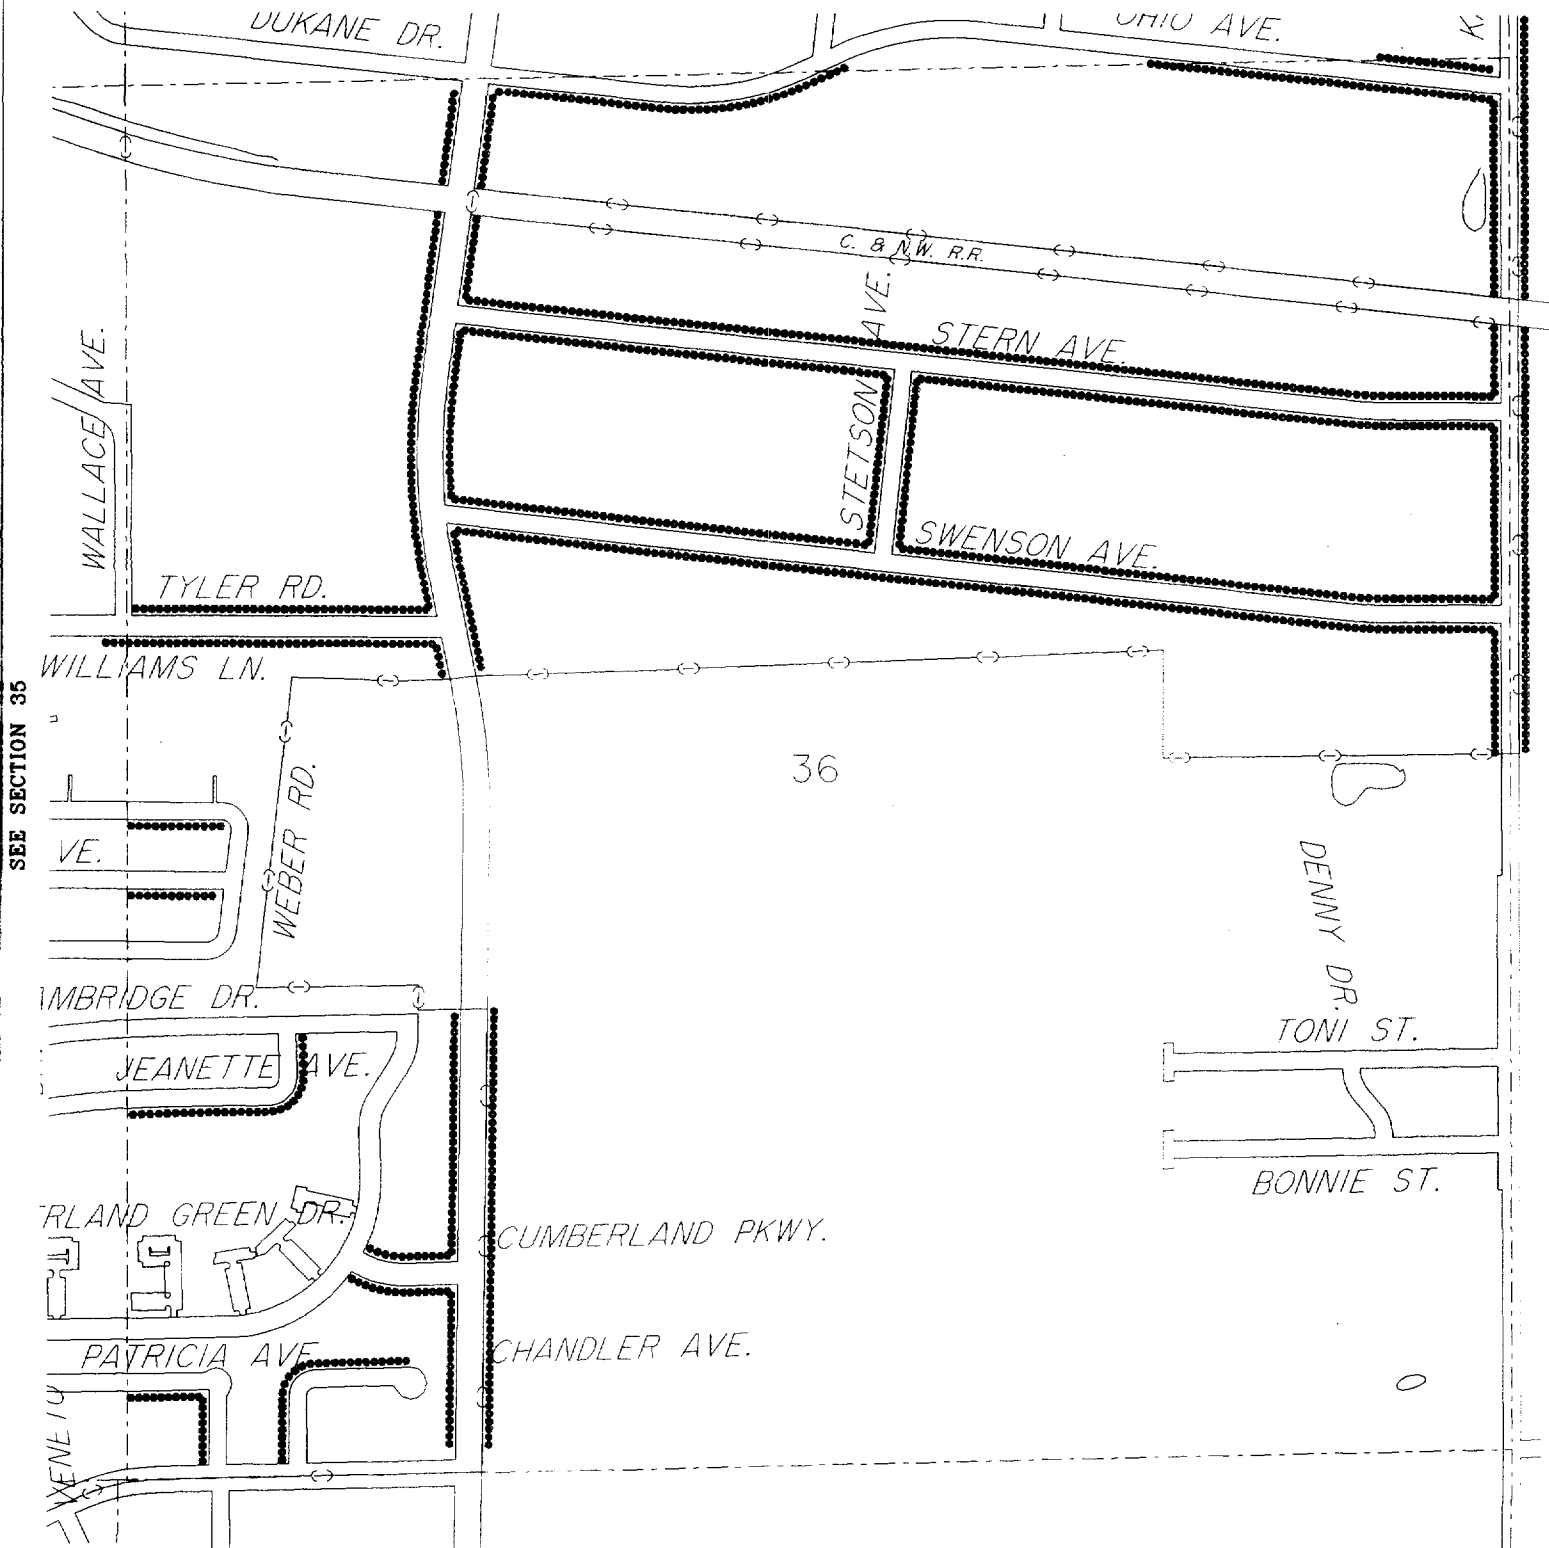 DUKANE DR.
OHIO AVE.
K.
C. & N.W. R.R.
STETSON AVE.
STERN AVE.
WALLACE AVE.
SWENSON AVE.
TYLER RD.
WILLIAMS LN.
SEE SECTION 35
36
WEBER RD.
VE.
DENNY DR.
AMBRIDGE DR.
TONI ST.
JEANETTE AVE.
BONNIE ST.
RLAND GREEN DR.
CUMBERLAND PKWY.
CHANDLER AVE.
PATRICIA AVE